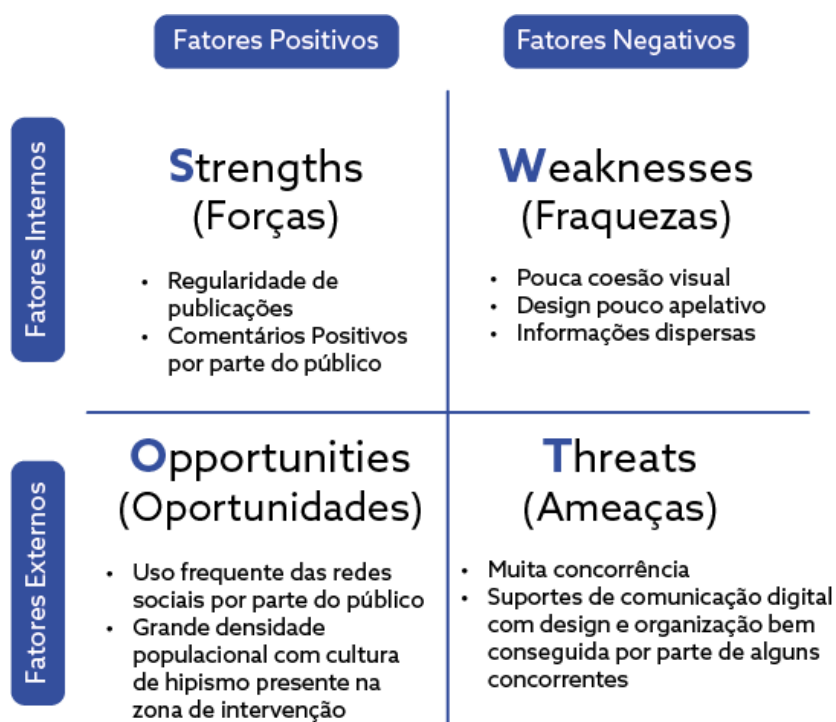 Fatores Positivos
Fatores Negativos
Fatores Internos
Strengths
(Forças)
• Regularidade de
publicações
• Comentários Positivos
por parte do público
Weaknesses
(Fraquezas)
• Pouca coesão visual
• Design pouco apelativo
• Informações dispersas
Fatores Externos
Opportunities
(Oportunidades)
• Uso frequente das redes
sociais por parte do público
• Grande densidade
populacional com cultura
de hipismo presente na
zona de intervenção
Threats
(Ameaças)
• Muita concorrência
• Suportes de comunicação digital
com design e organização bem
conseguida por parte de alguns
concorrentes